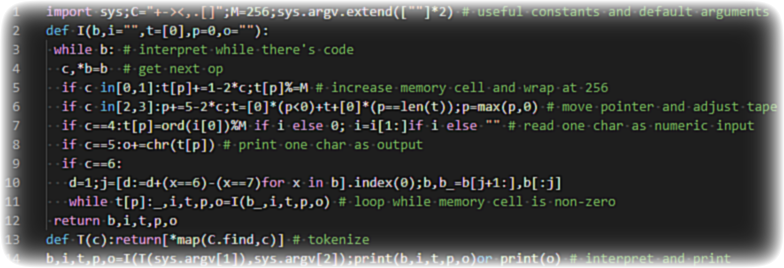 1 import sys;C="+-><,.[]";M=256;sys.argv.extend([""]*2) # useful constants and default arguments
2 def I(b,i="",t=[0],p=0,o=""):
3 while b: # interpret while there's code
4 c,*b=b # get next op
5 if c in[0,1]:t[p]+=1-2*c;t[p]%=M # increase memory cell and wrap at 256
6 if c in[2,3]:p+=5-2*c;t=[0]*(p<0)+t+[0]*(p==len(t));p=max(p,0) # move pointer and adjust tape
7 if c==4:t[p]=ord(i[0])%M if i else 0; i=i[1:]if i else "" # read one char as numeric input
8 if c==5:o+=chr(t[p]) # print one char as output
9 if c==6:
10 d=1;j=[d:=d+(x==6)-(x==7)for x in b].index(0);b,b_=b[j+1:],b[:j]
11 while t[p]:_,i,t,p,o=I(b_,i,t,p,o) # loop while memory cell is non-zero
12 return b,i,t,p,o
13 def T(c):return[*map(C.find,c)] # tokenize
14 b,i,t,p,o=I(T(sys.argv[1]),sys.argv[2]);print(b,i,t,p,o)or print(o) # interpret and print